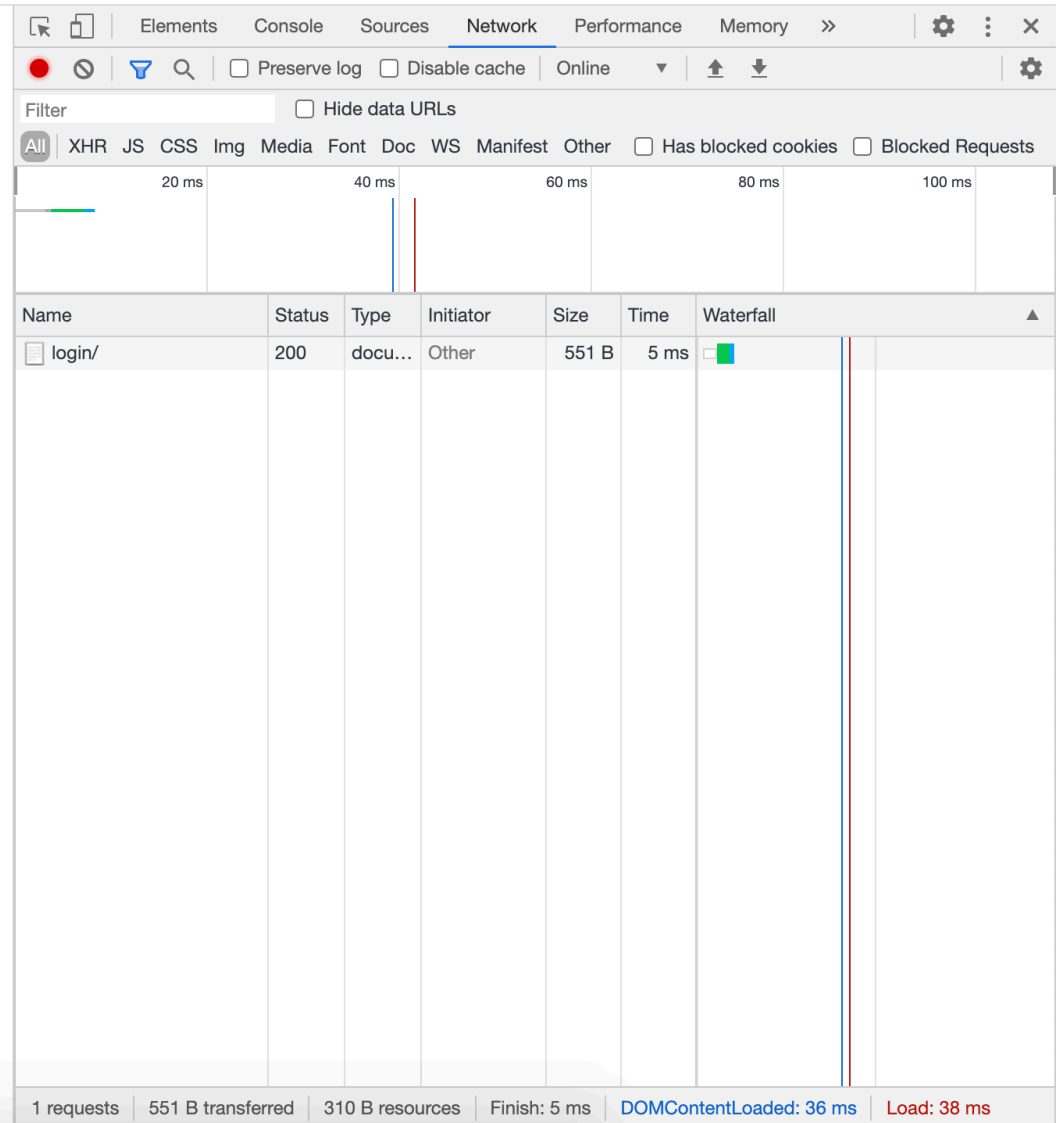 Elements Console Sources Network Performance Memory »
Preserve log Disable cache Online ▼
Filter Hide data URLs
All XHR JS CSS Img Media Font Doc WS Manifest Other Has blocked cookies Blocked Requests
20 ms 40 ms 60 ms 80 ms 100 ms
Name Status Type Initiator Size Time Waterfall ▲
login/ 200 docu... Other 551 B 5 ms
1 requests 551 B transferred 310 B resources Finish: 5 ms DOMContentLoaded: 36 ms Load: 38 ms